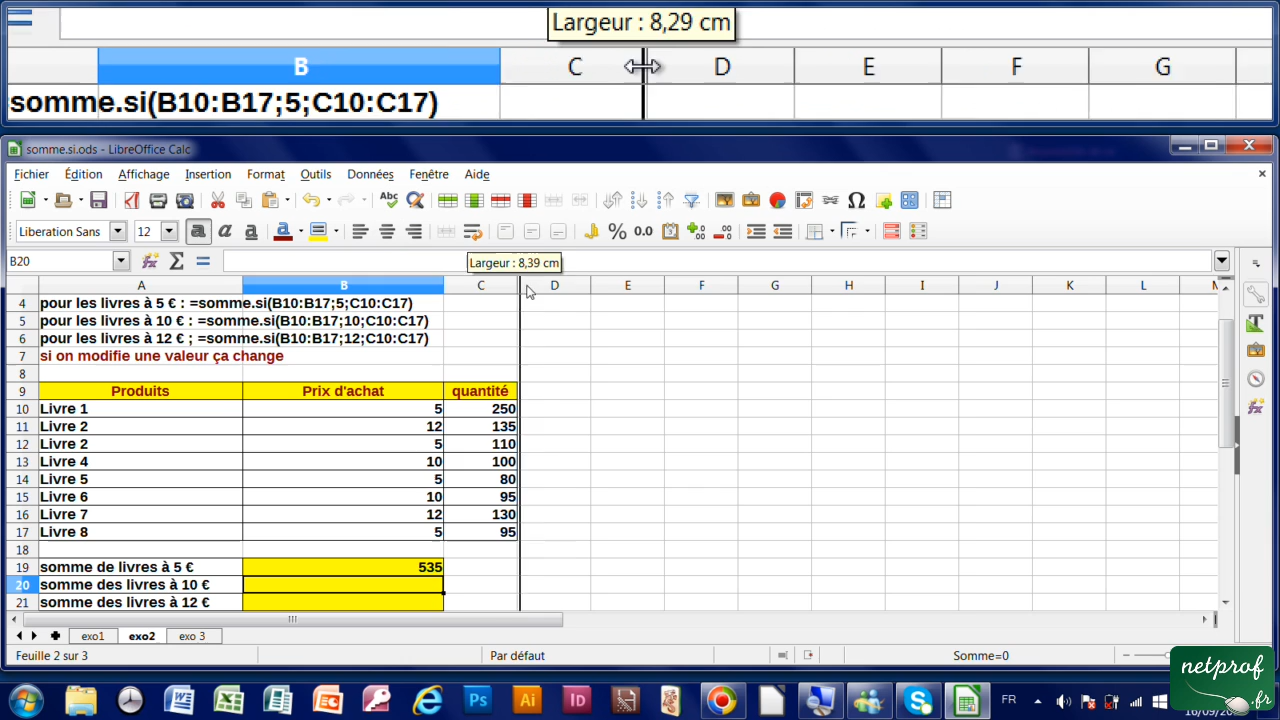 Largeur : 8,29 cm
B C D E F G
somme.si(B10:B17;5;C10:C17)
somme.si.ods - LibreOffice Calc
Fichier Édition Affichage Insertion Format Outils Données Fenêtre Aide
Liberation Sans 12
B20
Largeur : 8,39 cm
A B C D E F G H I J K L M
4 pour les livres à 5 € : =somme.si(B10:B17;5;C10:C17)
5 pour les livres à 10 € : =somme.si(B10:B17;10;C10:C17)
6 pour les livres à 12 € ; =somme.si(B10:B17;12;C10:C17)
7 si on modifie une valeur ça change
8
9 Produits Prix d'achat quantité
10 Livre 1 5 250
11 Livre 2 12 135
12 Livre 2 5 110
13 Livre 4 10 100
14 Livre 5 5 80
15 Livre 6 10 95
16 Livre 7 12 130
17 Livre 8 5 95
18
19 somme de livres à 5 € 535
20 somme des livres à 10 €
21 somme des livres à 12 €
exo1 exo2 exo 3
Feuille 2 sur 3 Par défaut Somme=0
netprof
.fr
FR